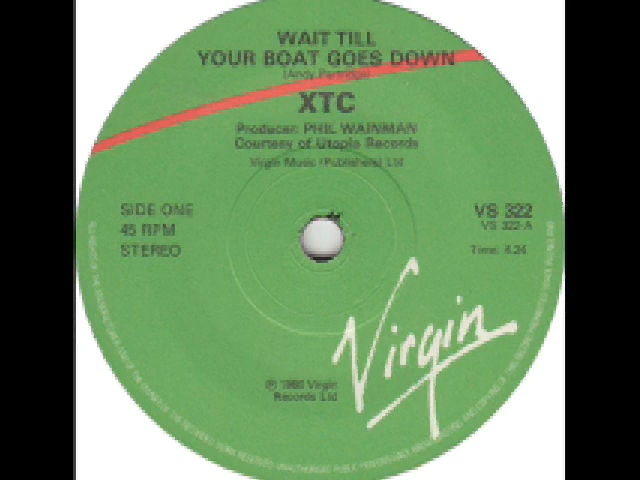 WAIT TILL
YOUR BOAT GOES DOWN
(Andy Partridge)
XTC
Producer: PHIL WAINMAN
Courtesy of Utopia Records
Virgin Music (Publishers) Ltd
SIDE ONE
45 RPM
STEREO
VS 322
VS 322-A
Time: 4.24
Virgin
℗ 1980 Virgin
Records Ltd